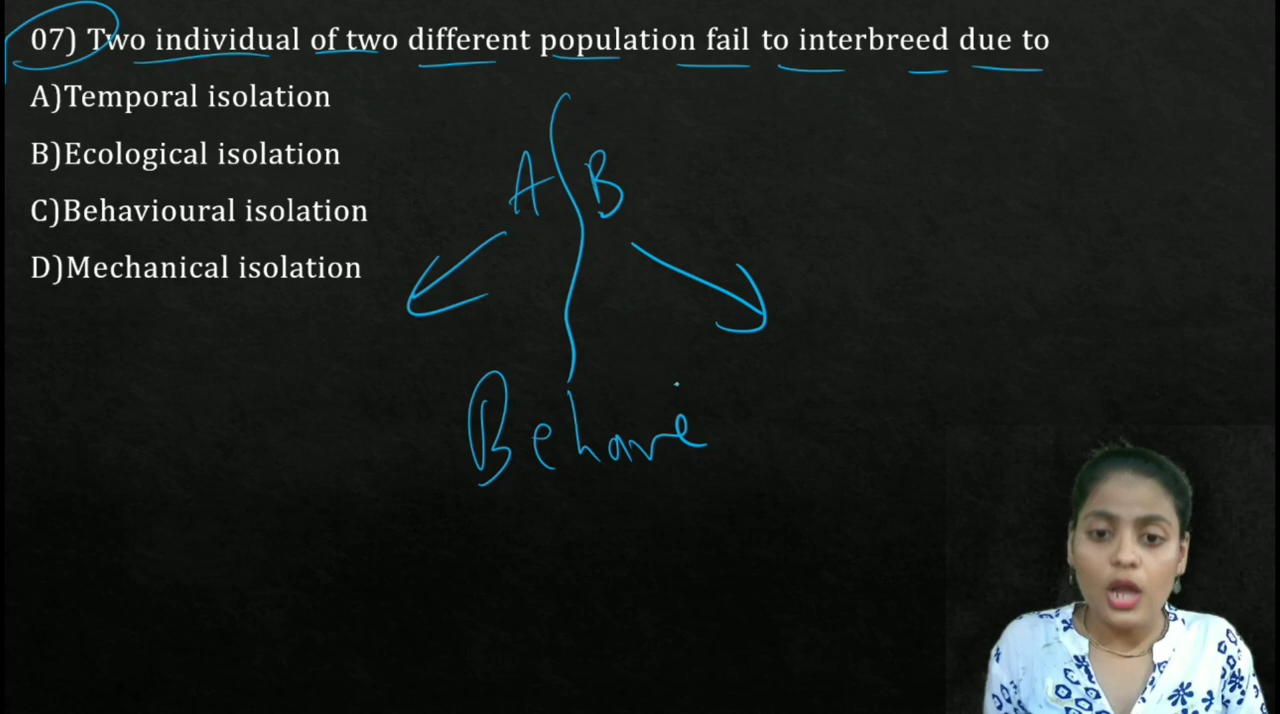 07) Two individual of two different population fail to interbreed due to
A)Temporal isolation
B)Ecological isolation
C)Behavioural isolation
D)Mechanical isolation
A B
Behavi